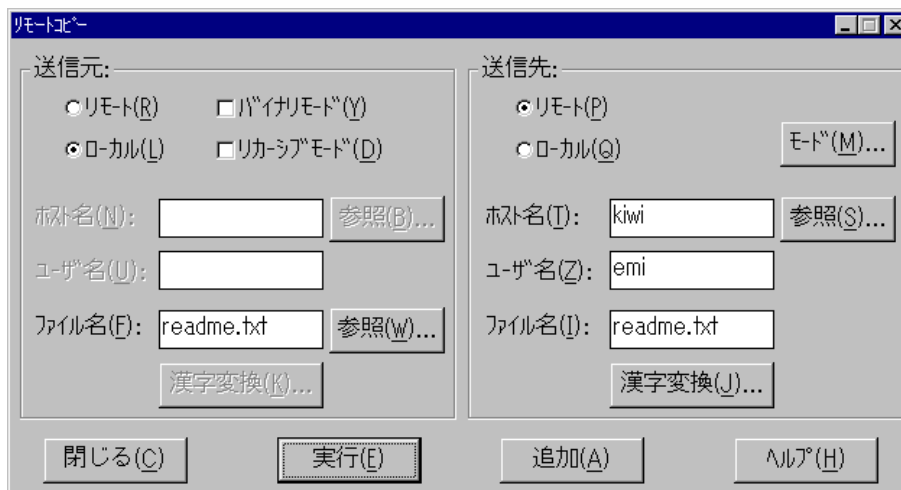 ﾘﾓｰﾄｺﾋﾟｰ
送信元:
ﾘﾓｰﾄ(R)
ﾊﾞｲﾅﾘﾓｰﾄﾞ(Y)
ﾛｰｶﾙ(L)
ﾘｶｰｼﾌﾞﾓｰﾄﾞ(D)
ﾎｽﾄ名(N):
参照(B)...
ﾕｰｻﾞ名(U):
ﾌｧｲﾙ名(F):
readme.txt
参照(W)...
漢字変換(K)...
送信先:
ﾘﾓｰﾄ(P)
ﾛｰｶﾙ(Q)
ﾓｰﾄﾞ(M)...
ﾎｽﾄ名(T):
kiwi
参照(S)...
ﾕｰｻﾞ名(Z):
emi
ﾌｧｲﾙ名(I):
readme.txt
漢字変換(J)...
閉じる(C)
実行(E)
追加(A)
ﾍﾙﾌﾟ(H)